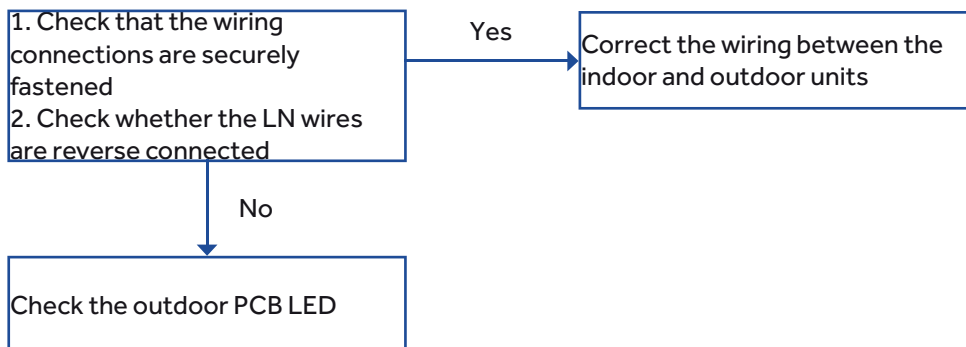 1. Check that the wiring
connections are securely
fastened
2. Check whether the LN wires
are reverse connected
Yes
Correct the wiring between the
indoor and outdoor units
No
Check the outdoor PCB LED